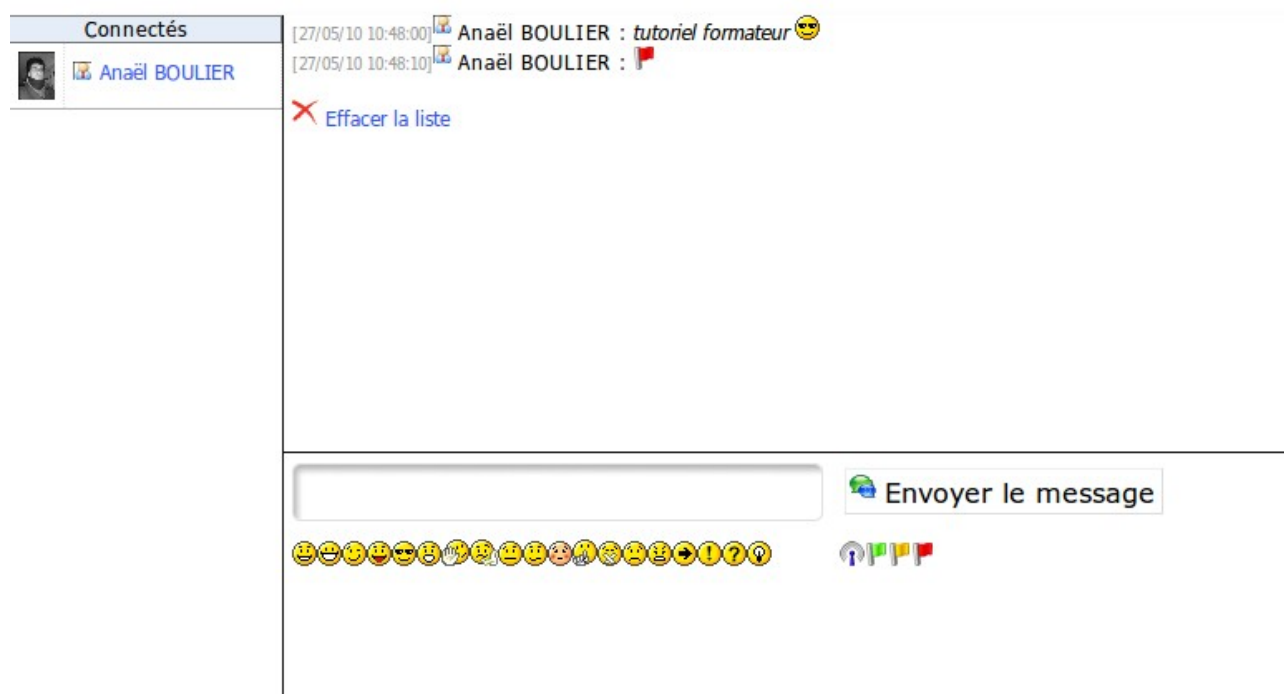 Connectés
Anaël BOULIER
[27/05/10 10:48:00] Anaël BOULIER : tutoriel formateur
[27/05/10 10:48:10] Anaël BOULIER :
Effacer la liste
Envoyer le message